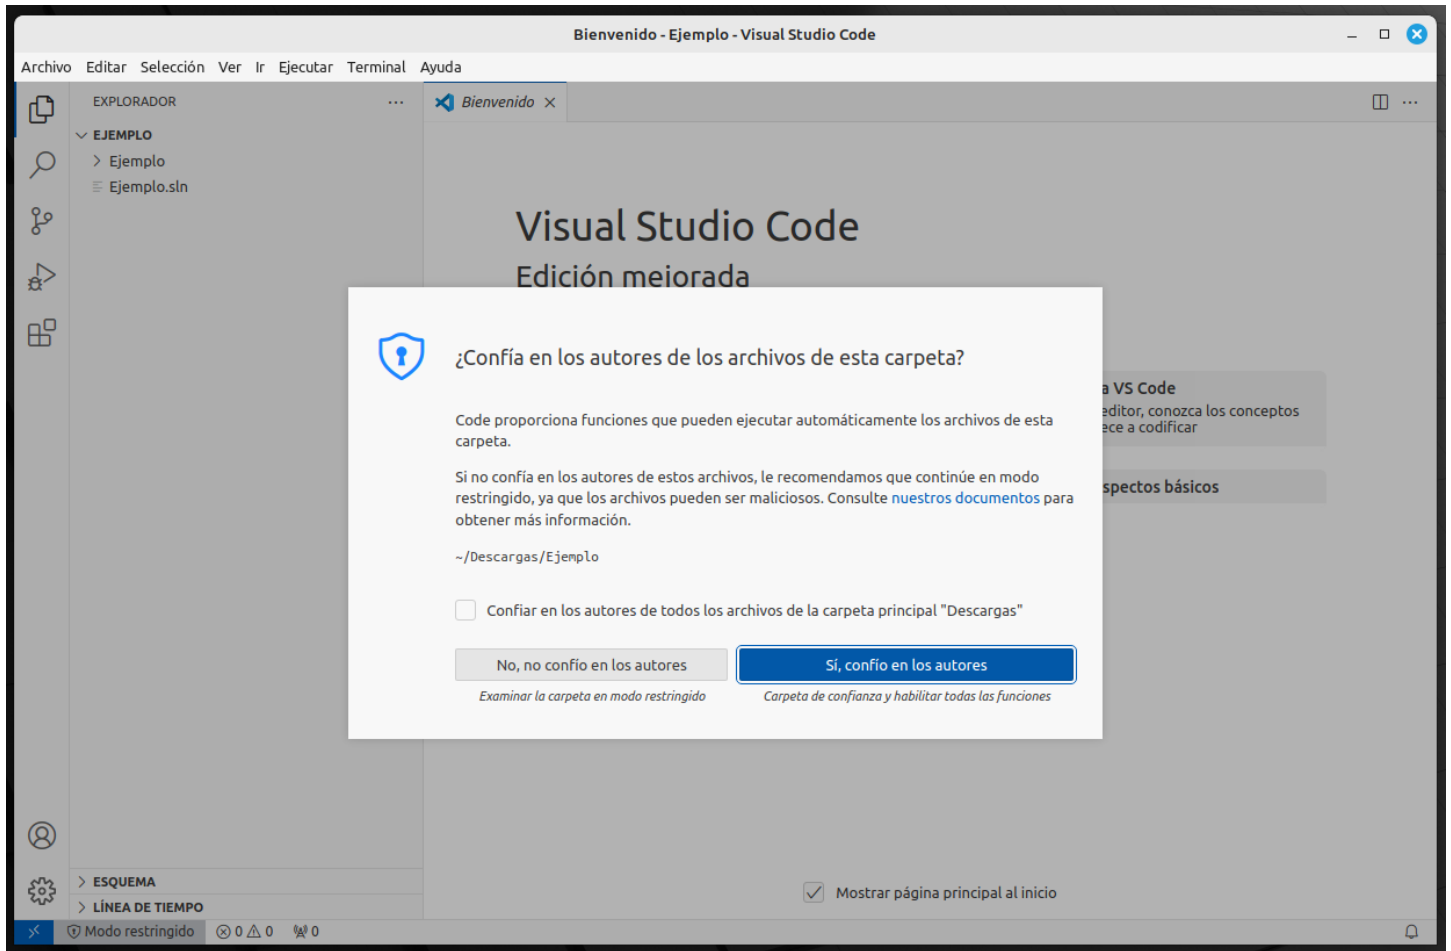 Bienvenido - Ejemplo - Visual Studio Code
Archivo Editar Selección Ver Ir Ejecutar Terminal Ayuda
EXPLORADOR
EJEMPLO
Ejemplo
Ejemplo.sln
Bienvenido
Visual Studio Code
Edición mejorada
a VS Code
editor, conozca los conceptos
ece a codificar
spectos básicos
¿Confía en los autores de los archivos de esta carpeta?
Code proporciona funciones que pueden ejecutar automáticamente los archivos de esta
carpeta.
Si no confía en los autores de estos archivos, le recomendamos que continúe en modo
restringido, ya que los archivos pueden ser maliciosos. Consulte nuestros documentos para
obtener más información.
~/Descargas/Ejemplo
Confiar en los autores de todos los archivos de la carpeta principal "Descargas"
No, no confío en los autores
Sí, confío en los autores
Examinar la carpeta en modo restringido
Carpeta de confianza y habilitar todas las funciones
Mostrar página principal al inicio
ESQUEMA
LÍNEA DE TIEMPO
Modo restringido 0 0 0